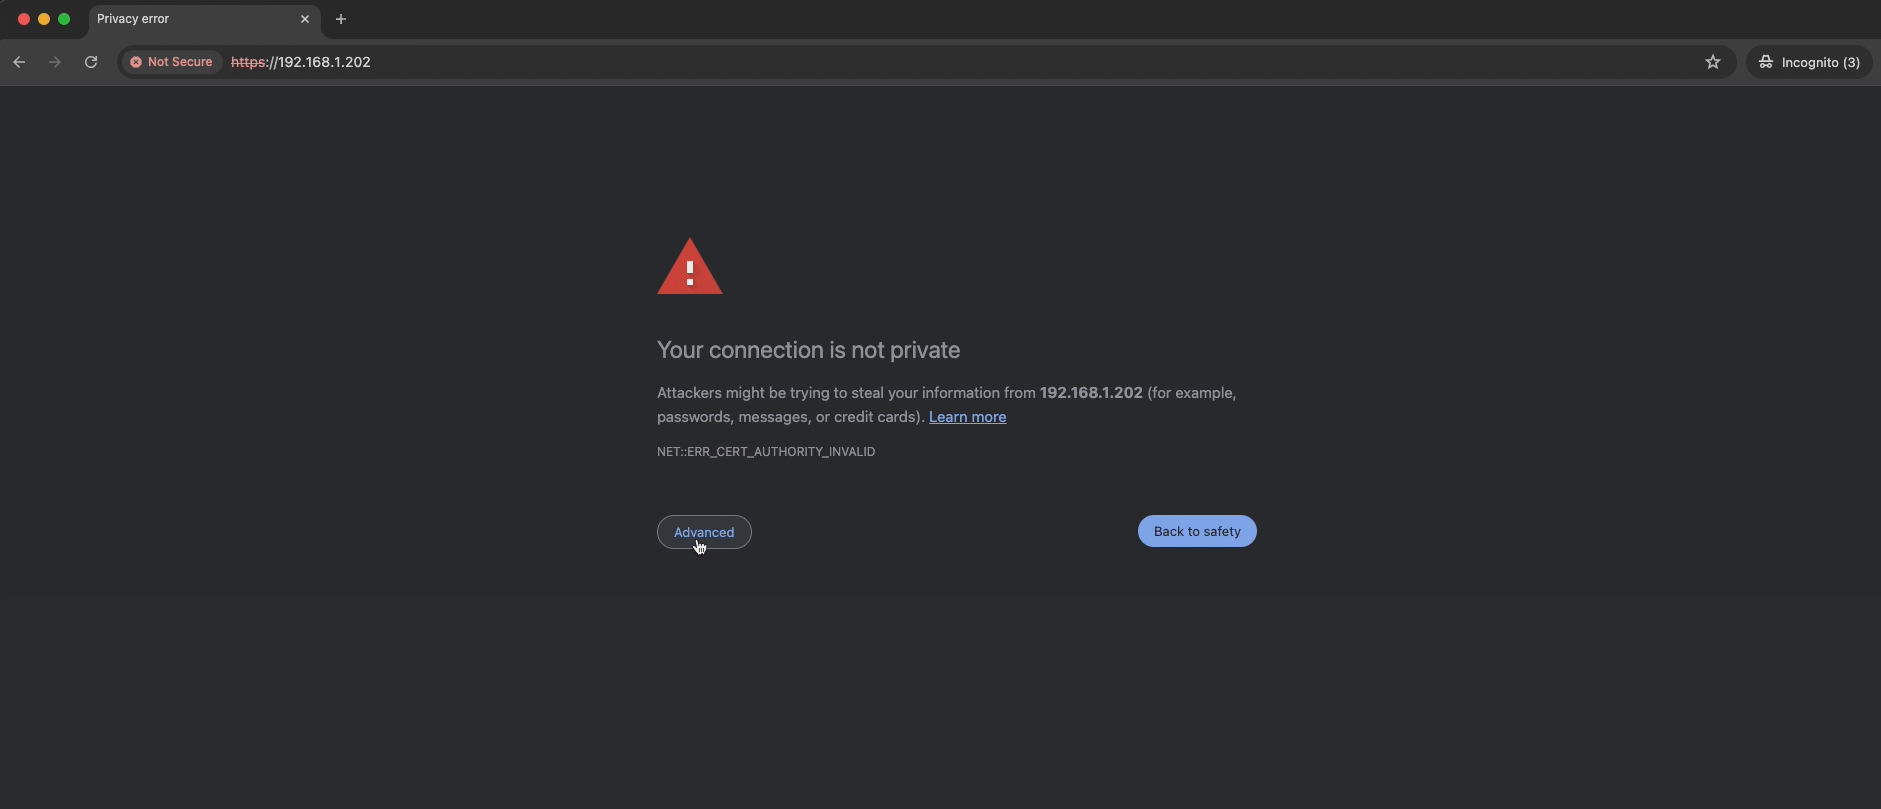 Privacy error
Not Secure https://192.168.1.202 Incognito (3)
Your connection is not private
Attackers might be trying to steal your information from 192.168.1.202 (for example,
passwords, messages, or credit cards). Learn more
NET::ERR_CERT_AUTHORITY_INVALID
Advanced Back to safety